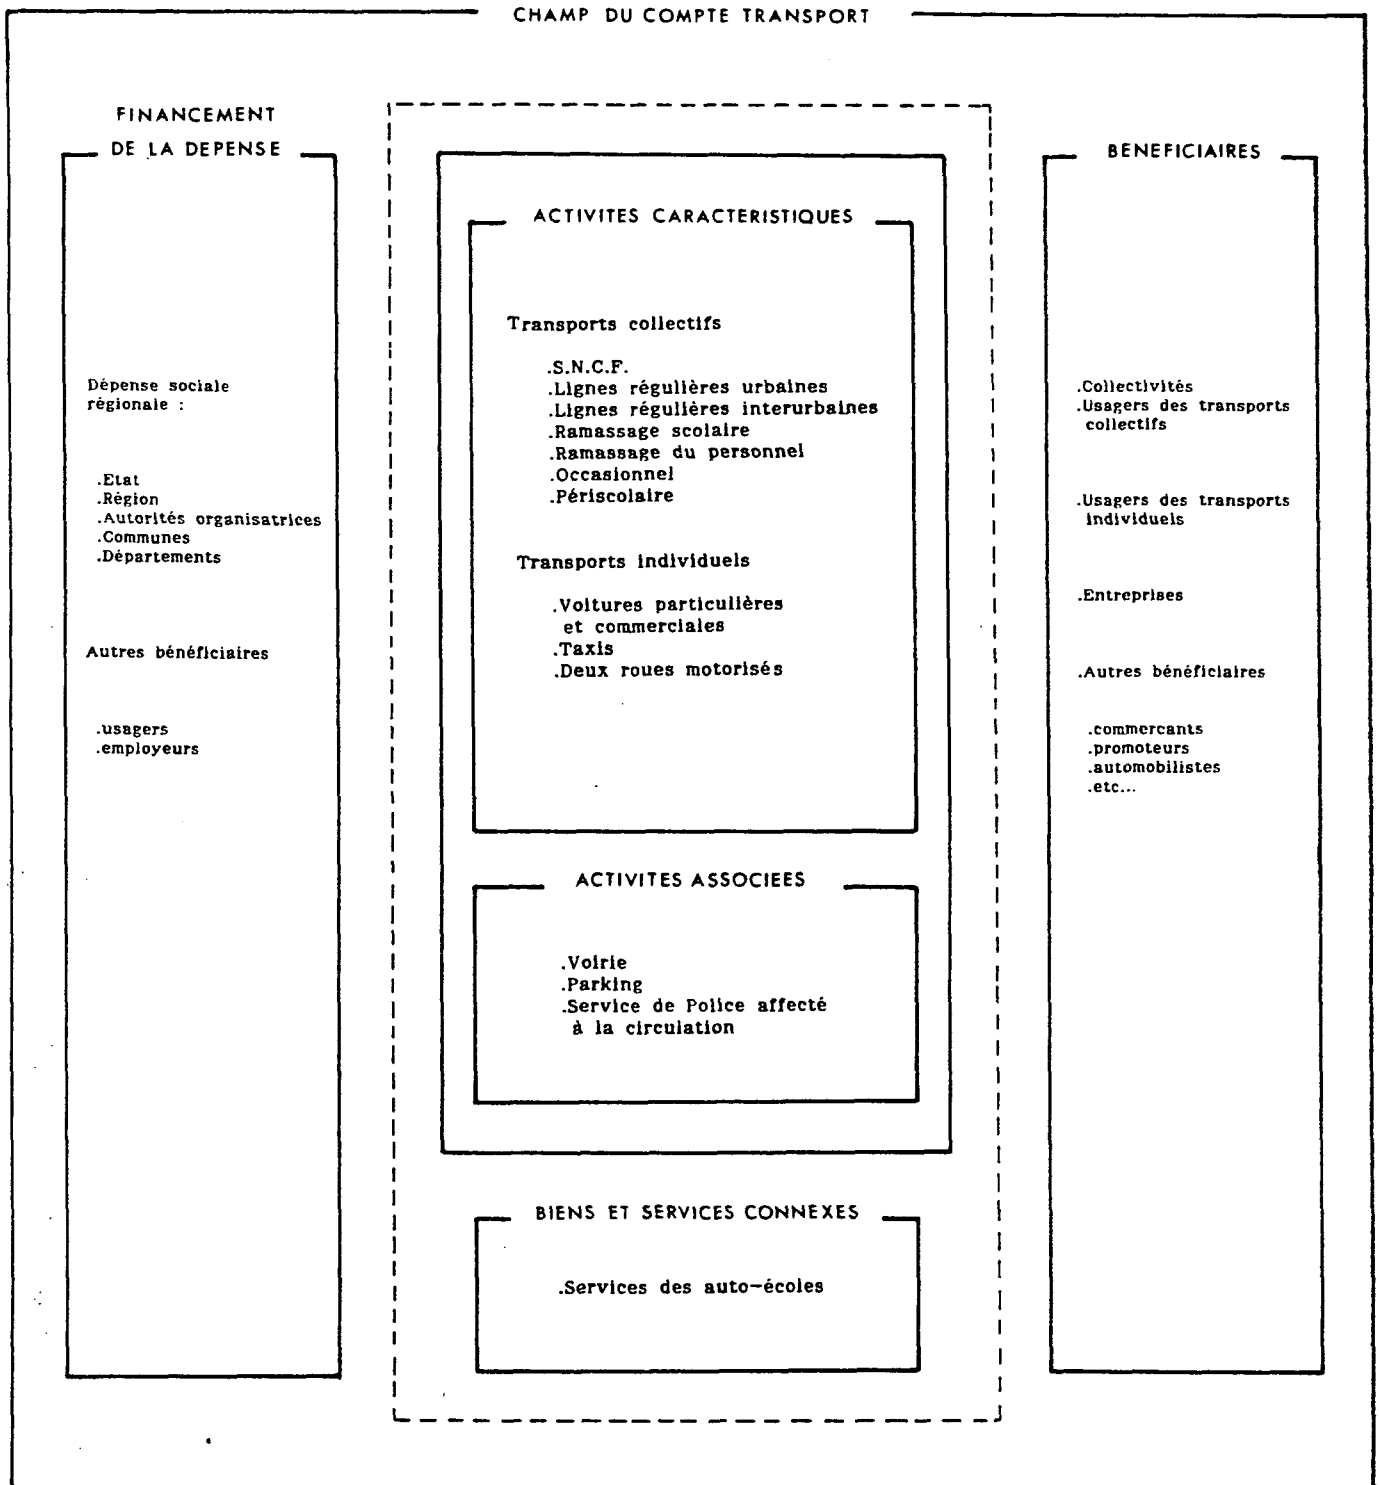 CHAMP DU COMPTE TRANSPORT
FINANCEMENT
DE LA DEPENSE
Dépense sociale
régionale :
.Etat
.Région
.Autorités organisatrices
.Communes
.Départements
Autres bénéficiaires
.usagers
.employeurs
ACTIVITES CARACTERISTIQUES
Transports collectifs
.S.N.C.F.
.Lignes régulières urbaines
.Lignes régulières interurbaines
.Ramassage scolaire
.Ramassage du personnel
.Occasionnel
.Périscolaire
Transports individuels
.Voitures particulières
et commerciales
.Taxis
.Deux roues motorisés
ACTIVITES ASSOCIEES
.Voirie
.Parking
.Service de Police affecté
à la circulation
BIENS ET SERVICES CONNEXES
.Services des auto-écoles
BENEFICIAIRES
.Collectivités
.Usagers des transports
collectifs
.Usagers des transports
individuels
.Entreprises
.Autres bénéficiaires
.commercants
.promoteurs
.automobilistes
.etc...